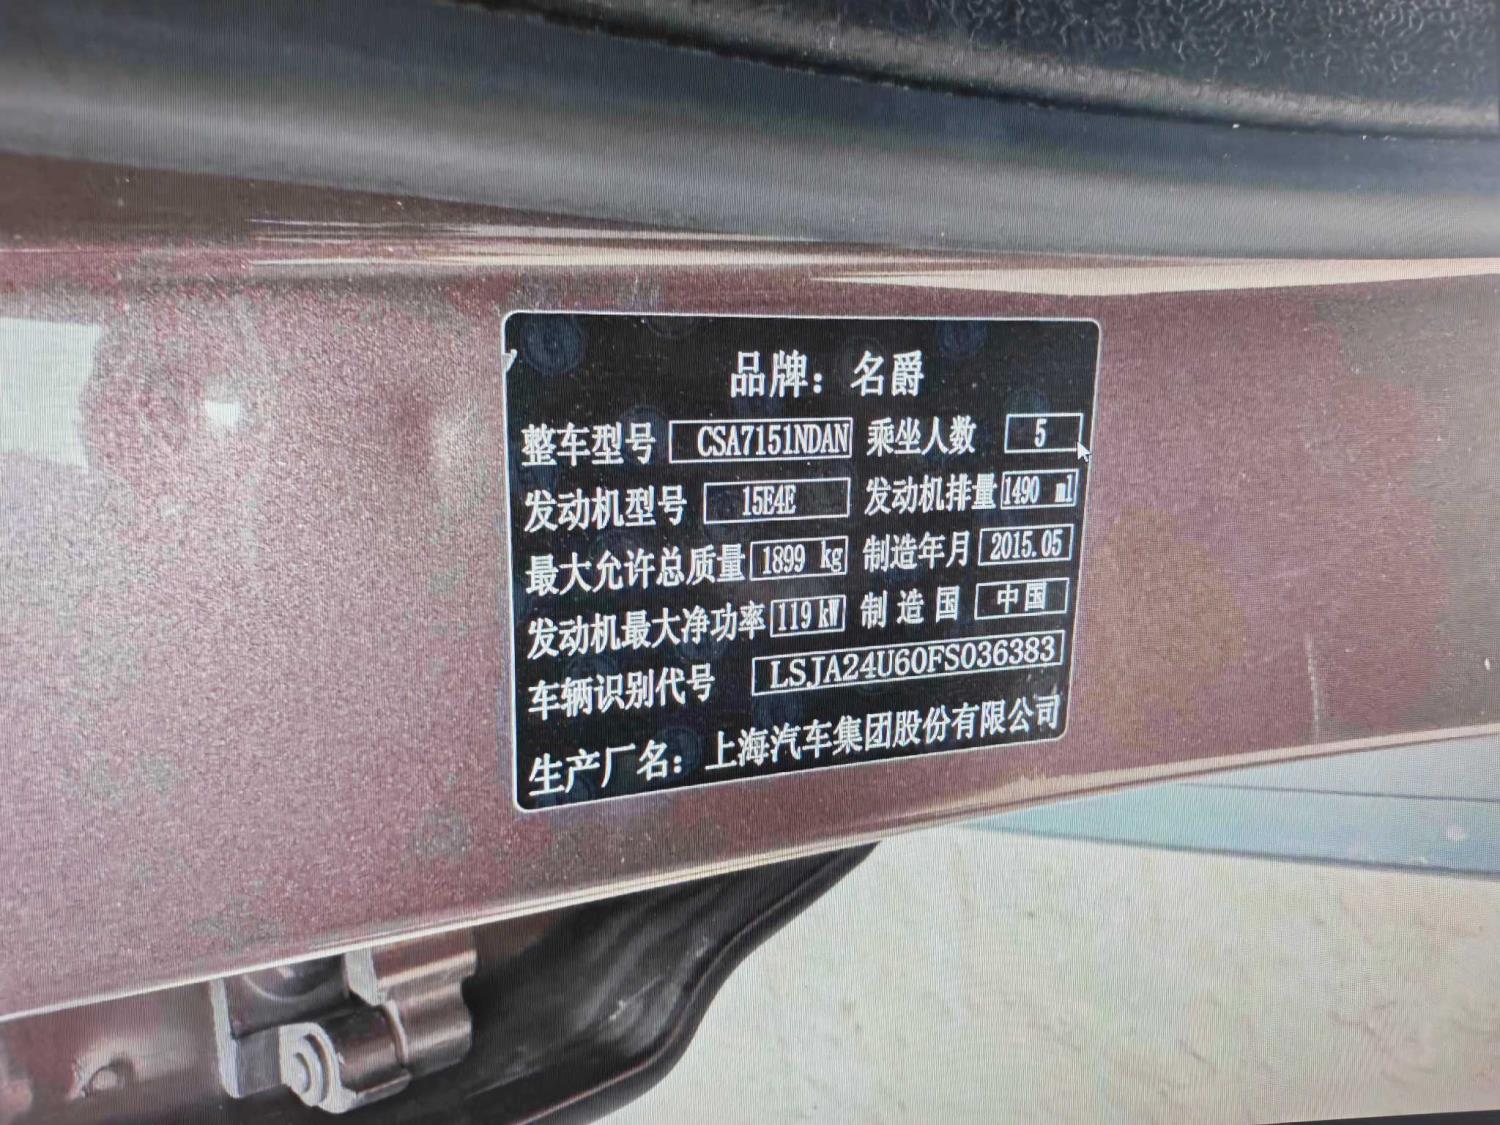 品牌：名爵
整车型号 CSA7151NDAN 乘坐人数 5
发动机型号 15E4E 发动机排量 1490 ml
最大允许总质量 1899 kg 制造年月 2015.05
发动机最大净功率 119 kW 制造国 中国
车辆识别代号 LSJA24U60FS036383
生产厂名：上海汽车集团股份有限公司